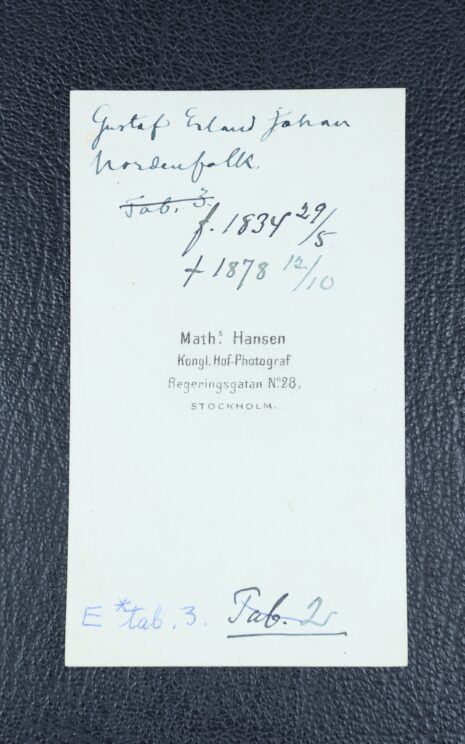 Gustaf Erland Johan
Nordenfalk.
Tab. 3.
f. 1834 29/5
† 1878 12/10
Math.s Hansen
Kongl. Hof-Photograf
Regeringsgatan No 28,
STOCKHOLM.
E *tab. 3. Tab. 2